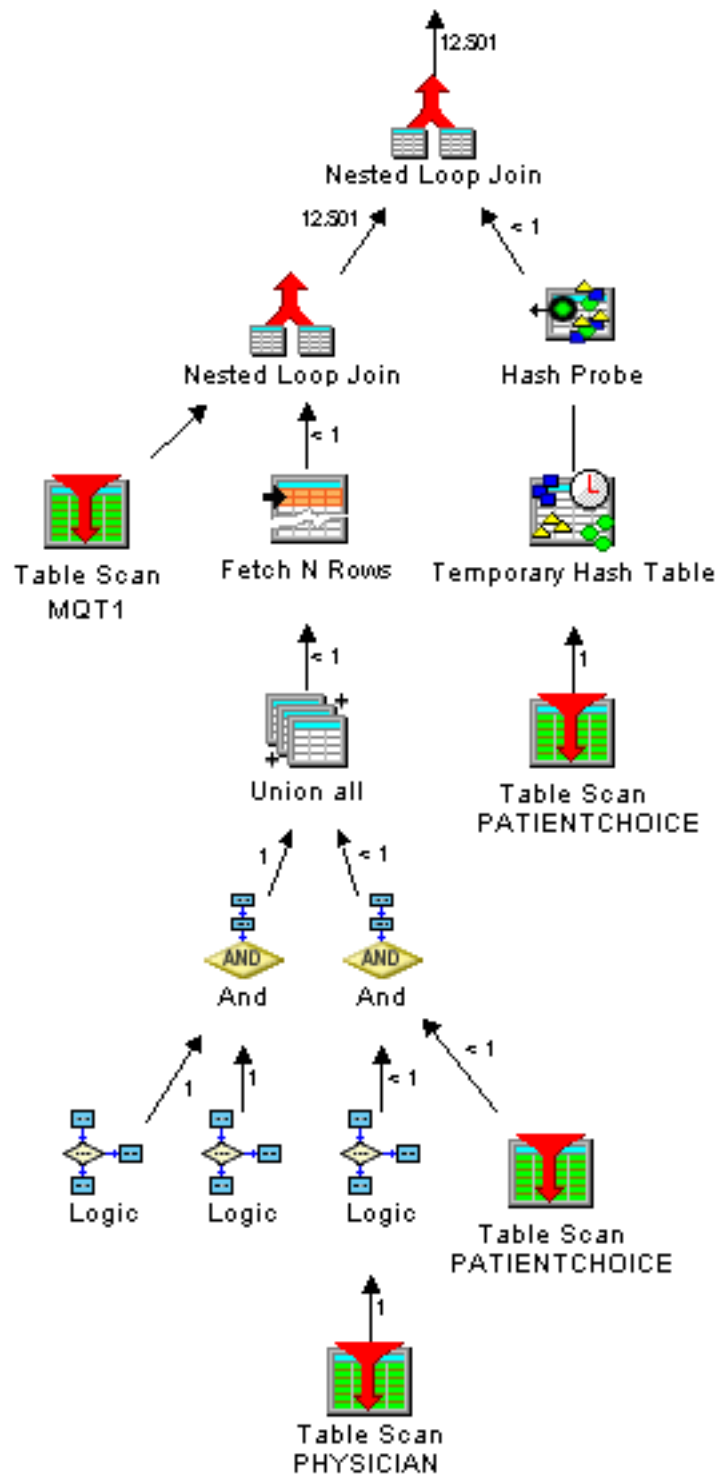 12.501
Nested Loop Join
12.501
< 1
Nested Loop Join
Hash Probe
< 1
Table Scan
MQT1
Fetch N Rows
Temporary Hash Table
< 1
1
Union all
Table Scan
PATIENTCHOICE
1
< 1
AND
AND
And
And
1
1
< 1
< 1
Logic
Logic
Logic
Table Scan
PATIENTCHOICE
1
Table Scan
PHYSICIAN